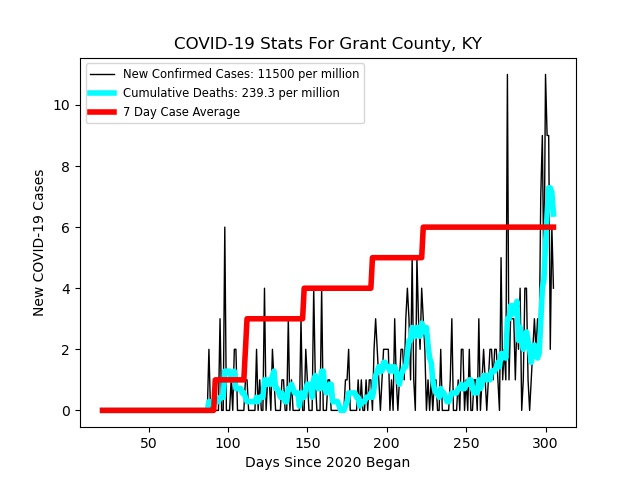 COVID-19 Stats For Grant County, KY
New Confirmed Cases: 11500 per million
Cumulative Deaths: 239.3 per million
7 Day Case Average
New COVID-19 Cases
10
8
6
4
2
0
50 100 150 200 250 300
Days Since 2020 Began